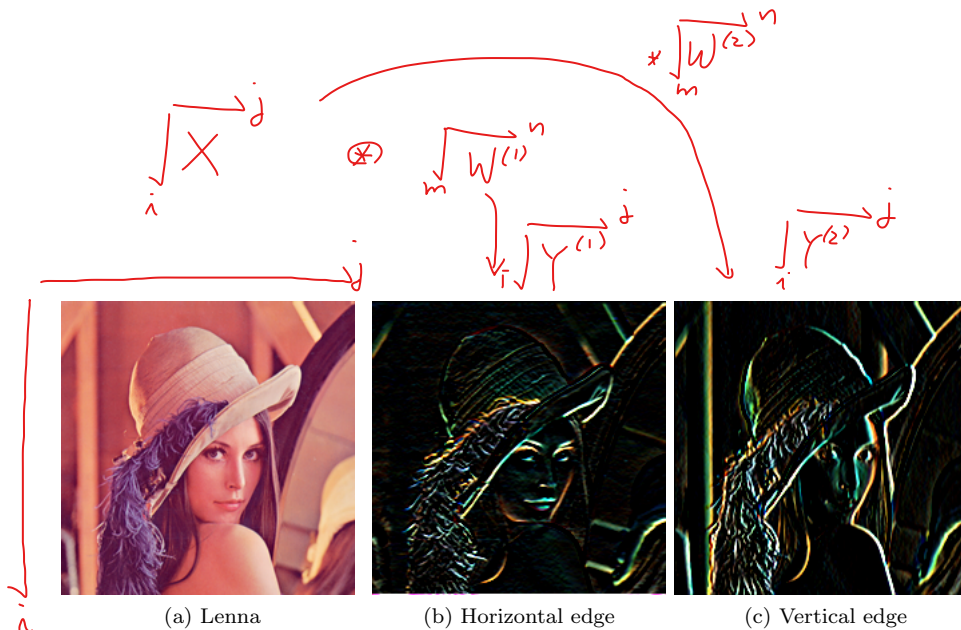 * W^(2) n
m
X j
i
⊛ W^(1) n
m
Y^(1) j
i
Y^(2) j
i
j
i
(a) Lenna (b) Horizontal edge (c) Vertical edge